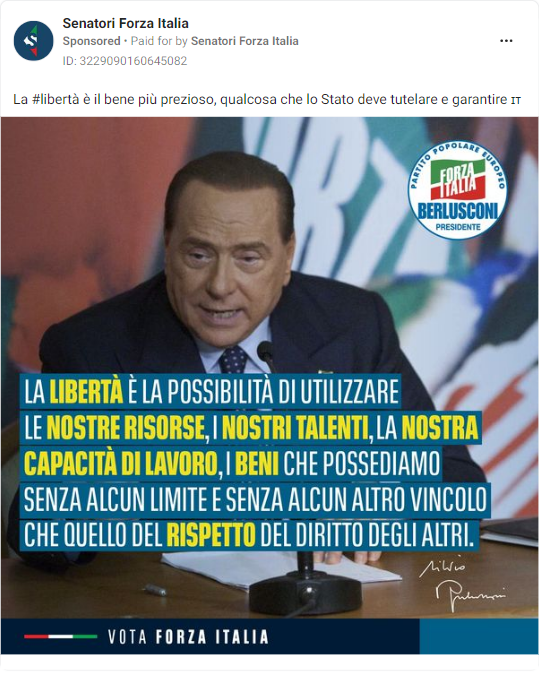 Senatori Forza Italia
Sponsored • Paid for by Senatori Forza Italia
ID: 3229090160645082
La #libertà è il bene più prezioso, qualcosa che lo Stato deve tutelare e garantire IT
PARTITO POPOLARE EUROPEO
FORZA
ITALIA
BERLUSCONI
PRESIDENTE
LA LIBERTÀ È LA POSSIBILITÀ DI UTILIZZARE
LE NOSTRE RISORSE, I NOSTRI TALENTI, LA NOSTRA
CAPACITÀ DI LAVORO, I BENI CHE POSSEDIAMO
SENZA ALCUN LIMITE E SENZA ALCUN ALTRO VINCOLO
CHE QUELLO DEL RISPETTO DEL DIRITTO DEGLI ALTRI.
Silvio
Berlusconi
VOTA FORZA ITALIA